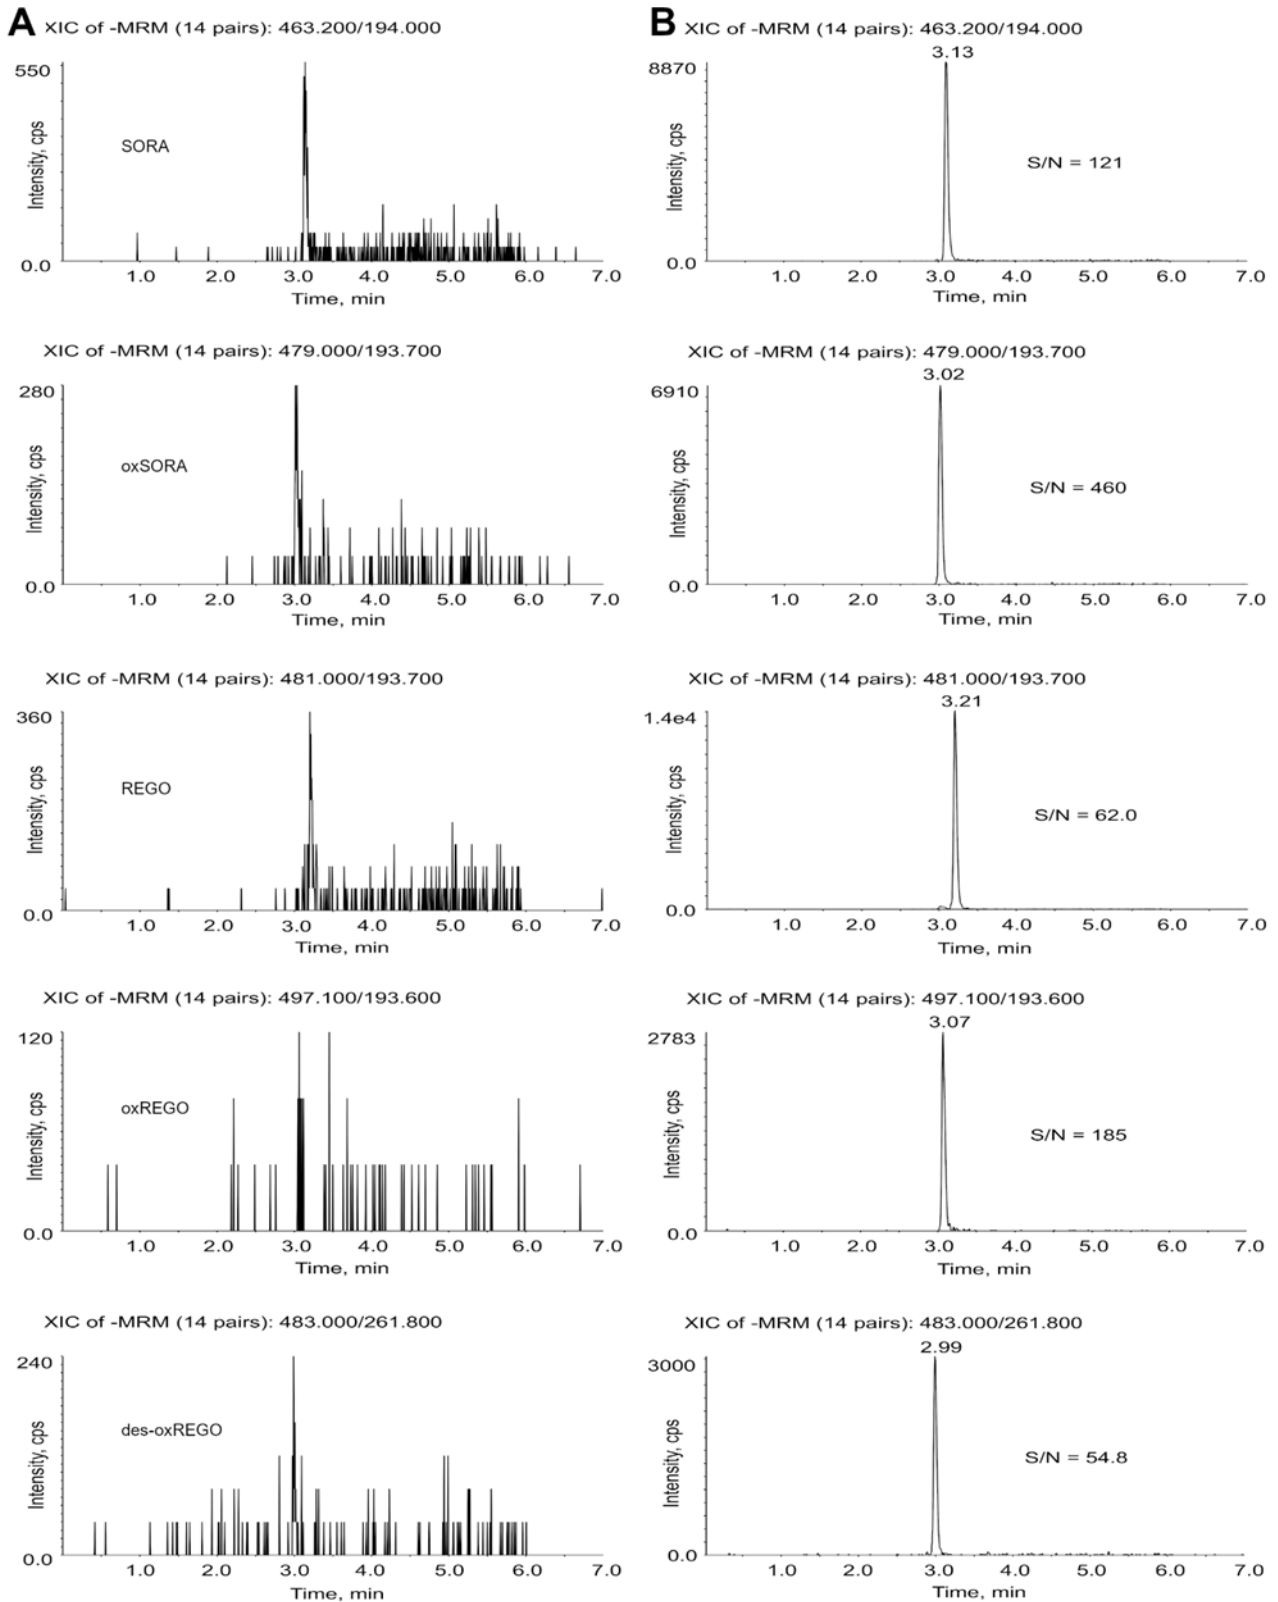 A XIC of -MRM (14 pairs): 463.200/194.000
550
Intensity, cps
SORA
0.0
1.0 2.0 3.0 4.0 5.0 6.0 7.0
Time, min
B XIC of -MRM (14 pairs): 463.200/194.000
3.13
8870
Intensity, cps
S/N = 121
0.0
1.0 2.0 3.0 4.0 5.0 6.0 7.0
Time, min
XIC of -MRM (14 pairs): 479.000/193.700
280
Intensity, cps
oxSORA
0.0
1.0 2.0 3.0 4.0 5.0 6.0 7.0
Time, min
XIC of -MRM (14 pairs): 479.000/193.700
3.02
6910
Intensity, cps
S/N = 460
0.0
1.0 2.0 3.0 4.0 5.0 6.0 7.0
Time, min
XIC of -MRM (14 pairs): 481.000/193.700
360
Intensity, cps
REGO
0.0
1.0 2.0 3.0 4.0 5.0 6.0 7.0
Time, min
XIC of -MRM (14 pairs): 481.000/193.700
3.21
1.4e4
Intensity, cps
S/N = 62.0
0.0
1.0 2.0 3.0 4.0 5.0 6.0 7.0
Time, min
XIC of -MRM (14 pairs): 497.100/193.600
120
Intensity, cps
oxREGO
0.0
1.0 2.0 3.0 4.0 5.0 6.0 7.0
Time, min
XIC of -MRM (14 pairs): 497.100/193.600
3.07
2783
Intensity, cps
S/N = 185
0.0
1.0 2.0 3.0 4.0 5.0 6.0 7.0
Time, min
XIC of -MRM (14 pairs): 483.000/261.800
240
Intensity, cps
des-oxREGO
0.0
1.0 2.0 3.0 4.0 5.0 6.0 7.0
Time, min
XIC of -MRM (14 pairs): 483.000/261.800
2.99
3000
Intensity, cps
S/N = 54.8
0.0
1.0 2.0 3.0 4.0 5.0 6.0 7.0
Time, min